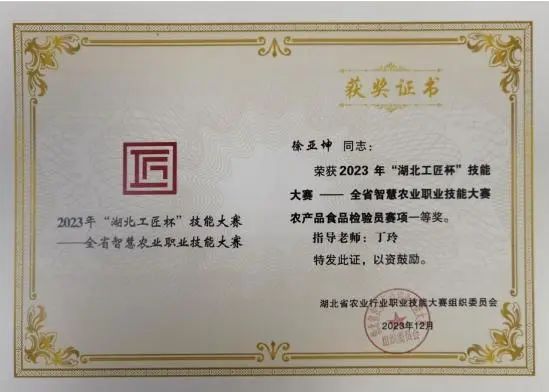 获奖证书
匠
2023年“湖北工匠杯”技能大赛
——全省智慧农业职业技能大赛
徐亚坤 同志：
荣获2023年“湖北工匠杯”技能
大赛——全省智慧农业职业技能大赛
农产品食品检验员赛项一等奖。
指导老师：丁玲
特发此证，以资鼓励。
湖北省农业行业职业技能大赛组织委员会
2023年12月
组织委员会